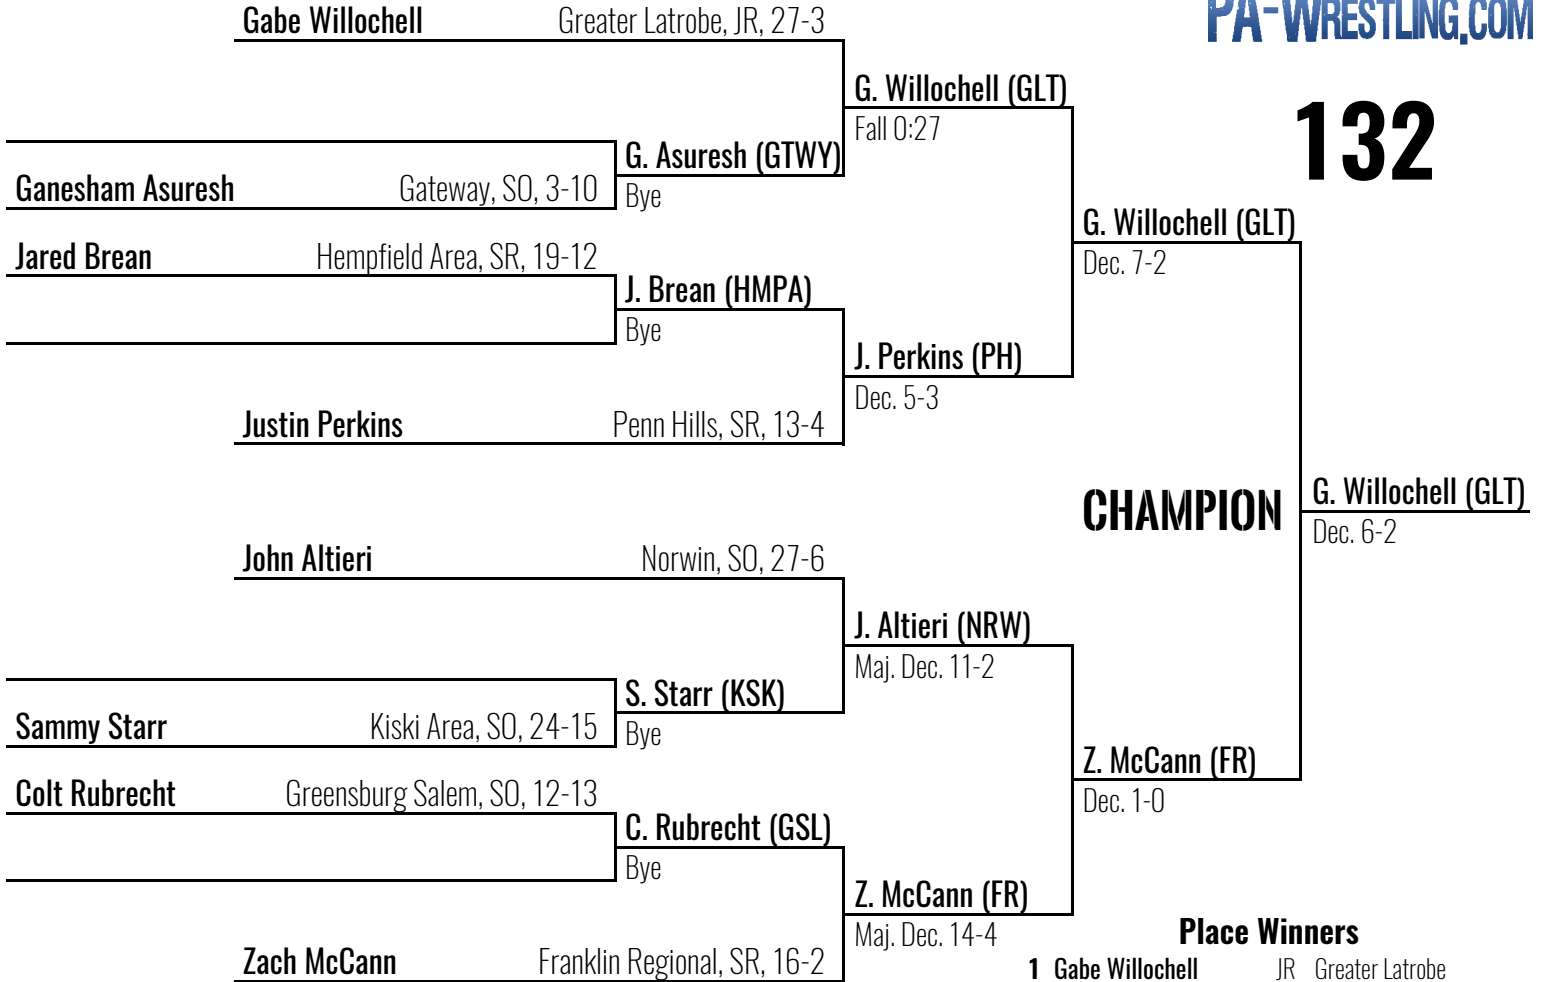 Gabe Willochell Greater Latrobe, JR, 27-3
PA-WRESTLING.COM
G. Willochell (GLT)
Fall 0:27
132
G. Asuresh (GTWY)
Ganesham Asuresh Gateway, SO, 3-10
Bye
G. Willochell (GLT)
Dec. 7-2
Jared Brean Hempfield Area, SR, 19-12
J. Brean (HMPA)
Bye
J. Perkins (PH)
Dec. 5-3
Justin Perkins Penn Hills, SR, 13-4
CHAMPION
G. Willochell (GLT)
Dec. 6-2
John Altieri Norwin, SO, 27-6
J. Altieri (NRW)
Maj. Dec. 11-2
S. Starr (KSK)
Sammy Starr Kiski Area, SO, 24-15
Bye
Z. McCann (FR)
Dec. 1-0
Colt Rubrecht Greensburg Salem, SO, 12-13
C. Rubrecht (GSL)
Bye
Z. McCann (FR)
Maj. Dec. 14-4
Zach McCann Franklin Regional, SR, 16-2
Place Winners
1 Gabe Willochell JR Greater Latrobe